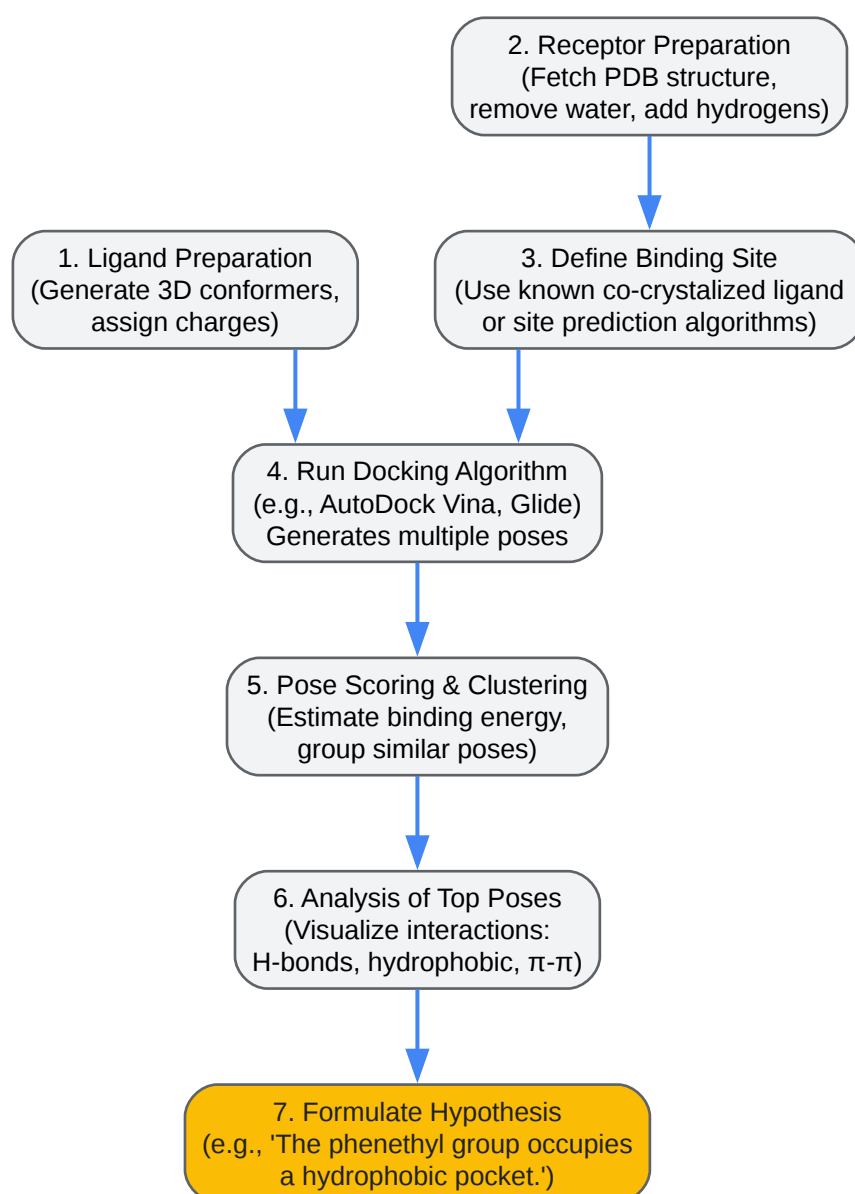 2. Receptor Preparation
(Fetch PDB structure,
remove water, add hydrogens)
1. Ligand Preparation
(Generate 3D conformers,
assign charges)
3. Define Binding Site
(Use known co-crystalized ligand
or site prediction algorithms)
4. Run Docking Algorithm
(e.g., AutoDock Vina, Glide)
Generates multiple poses
5. Pose Scoring & Clustering
(Estimate binding energy,
group similar poses)
6. Analysis of Top Poses
(Visualize interactions:
H-bonds, hydrophobic, π-π)
7. Formulate Hypothesis
(e.g., 'The phenethyl group occupies
a hydrophobic pocket.')